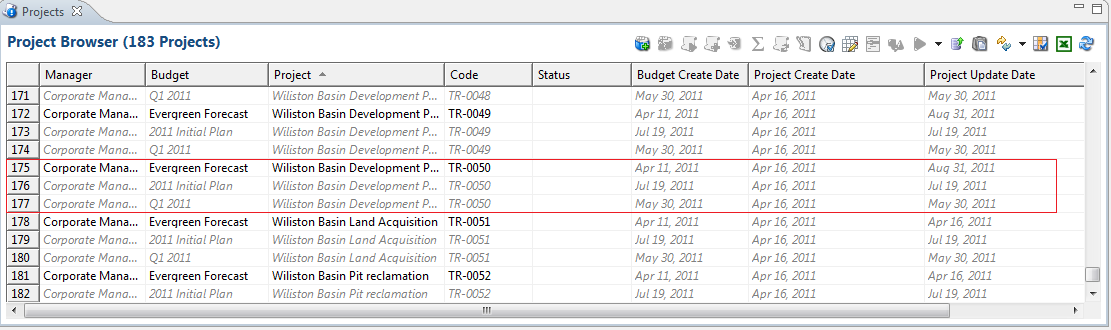 Projects
Project Browser (183 Projects)
Manager Budget Project Code Status Budget Create Date Project Create Date Project Update Date
171 Corporate Mana... Q1 2011 Wiliston Basin Development P... TR-0048 May 30, 2011 Apr 16, 2011 May 30, 2011
172 Corporate Mana... Evergreen Forecast Wiliston Basin Development P... TR-0049 Apr 11, 2011 Apr 16, 2011 Aug 31, 2011
173 Corporate Mana... 2011 Initial Plan Wiliston Basin Development P... TR-0049 Jul 19, 2011 Apr 16, 2011 Jul 19, 2011
174 Corporate Mana... Q1 2011 Wiliston Basin Development P... TR-0049 May 30, 2011 Apr 16, 2011 May 30, 2011
175 Corporate Mana... Evergreen Forecast Wiliston Basin Development P... TR-0050 Apr 11, 2011 Apr 16, 2011 Aug 31, 2011
176 Corporate Mana... 2011 Initial Plan Wiliston Basin Development P... TR-0050 Jul 19, 2011 Apr 16, 2011 Jul 19, 2011
177 Corporate Mana... Q1 2011 Wiliston Basin Development P... TR-0050 May 30, 2011 Apr 16, 2011 May 30, 2011
178 Corporate Mana... Evergreen Forecast Wiliston Basin Land Acquisition TR-0051 Apr 11, 2011 Apr 16, 2011 Apr 16, 2011
179 Corporate Mana... 2011 Initial Plan Wiliston Basin Land Acquisition TR-0051 Jul 19, 2011 Apr 16, 2011 Jul 19, 2011
180 Corporate Mana... Q1 2011 Wiliston Basin Land Acquisition TR-0051 May 30, 2011 Apr 16, 2011 May 30, 2011
181 Corporate Mana... Evergreen Forecast Wiliston Basin Pit reclamation TR-0052 Apr 11, 2011 Apr 16, 2011 Apr 16, 2011
182 Corporate Mana... 2011 Initial Plan Wiliston Basin Pit reclamation TR-0052 Jul 19, 2011 Apr 16, 2011 Jul 19, 2011